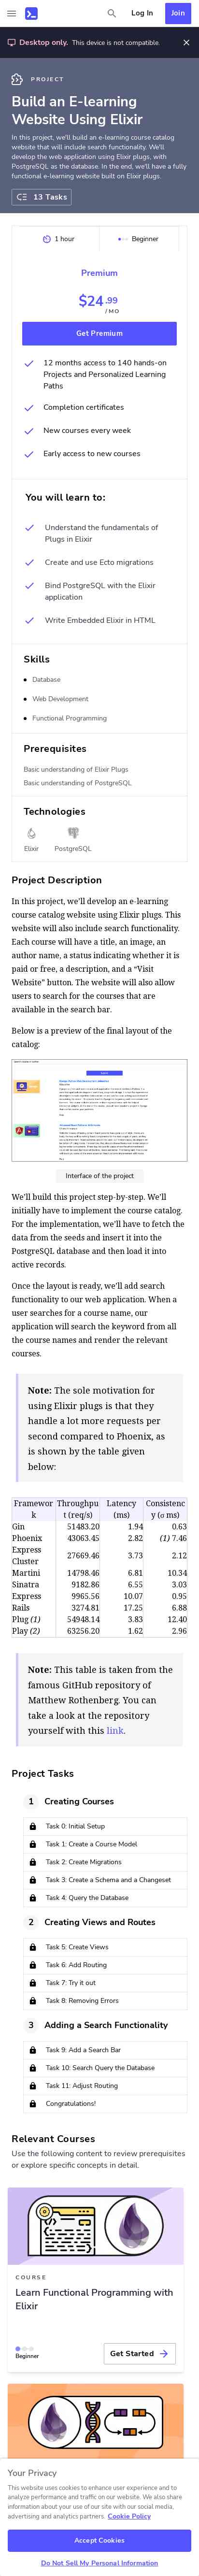 Log In
Join
Desktop only. This device is not compatible.
PROJECT
Build an E-learning
Website Using Elixir
In this project, we'll build an e-learning course catalog
website that will include search functionality. We'll
develop the web application using Elixir plugs, with
PostgreSQL as the database. In the end, we'll have a fully
functional e-learning website built on Elixir plugs.
13 Tasks
1 hour
Beginner
Premium
$24.99
/ MO
Get Premium
12 months access to 140 hands-on
Projects and Personalized Learning
Paths
Completion certificates
New courses every week
Early access to new courses
You will learn to:
Understand the fundamentals of
Plugs in Elixir
Create and use Ecto migrations
Bind PostgreSQL with the Elixir
application
Write Embedded Elixir in HTML
Skills
Database
Web Development
Functional Programming
Prerequisites
Basic understanding of Elixir Plugs
Basic understanding of PostgreSQL
Technologies
Elixir
PostgreSQL
Project Description
In this project, we'll develop an e-learning
course catalog website using Elixir plugs. This
website will also include search functionality.
Each course will have a title, an image, an
author name, a status indicating whether it is
paid or free, a description, and a “Visit
Website” button. The website will also allow
users to search for the courses that are
available in the search bar.
Below is a preview of the final layout of the
catalog:
Interface of the project
We'll build this project step-by-step. We'll
initially have to implement the course catalog.
For the implementation, we'll have to fetch the
data from the seeds and insert it into the
PostgreSQL database and then load it into
active records.
Once the layout is ready, we'll add search
functionality to our web application. When a
user searches for a course name, our
application will search the keyword from all
the course names and render the relevant
courses.
Note: The sole motivation for
using Elixir plugs is that they
handle a lot more requests per
second compared to Phoenix, as
is shown by the table given
below:
Framewor
k
Throughpu
t (req/s)
Latency
(ms)
Consistenc
y (σ ms)
Gin 51483.20 1.94 0.63
Phoenix 43063.45 2.82 (1) 7.46
Express
Cluster 27669.46 3.73 2.12
Martini 14798.46 6.81 10.34
Sinatra 9182.86 6.55 3.03
Express 9965.56 10.07 0.95
Rails 3274.81 17.25 6.88
Plug (1) 54948.14 3.83 12.40
Play (2) 63256.20 1.62 2.96
Note: This table is taken from the
famous GitHub repository of
Matthew Rothenberg. You can
take a look at the repository
yourself with this link.
Project Tasks
1 Creating Courses
Task 0: Initial Setup
Task 1: Create a Course Model
Task 2: Create Migrations
Task 3: Create a Schema and a Changeset
Task 4: Query the Database
2 Creating Views and Routes
Task 5: Create Views
Task 6: Add Routing
Task 7: Try it out
Task 8: Removing Errors
3 Adding a Search Functionality
Task 9: Add a Search Bar
Task 10: Search Query the Database
Task 11: Adjust Routing
Congratulations!
Relevant Courses
Use the following content to review prerequisites
or explore specific concepts in detail.
COURSE
Learn Functional Programming with
Elixir
Beginner
Get Started
Your Privacy
This website uses cookies to enhance user experience and to
analyze performance and traffic on our website. We also share
information about your use of our site with our social media,
advertising and analytics partners. Cookie Policy
Accept Cookies
Do Not Sell My Personal Information